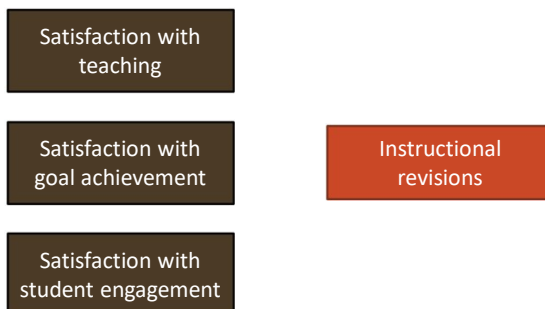 Satisfaction with
teaching
Satisfaction with
goal achievement
Instructional
revisions
Satisfaction with
student engagement